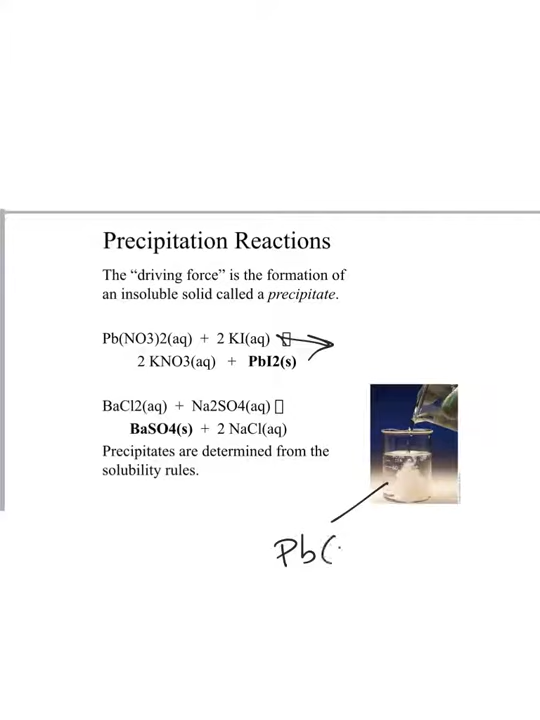 Precipitation Reactions
The “driving force” is the formation of
an insoluble solid called a precipitate.
Pb(NO3)2(aq) + 2 KI(aq)
2 KNO3(aq) + PbI2(s)
BaCl2(aq) + Na2SO4(aq)
BaSO4(s) + 2 NaCl(aq)
Precipitates are determined from the
solubility rules.
Pb(